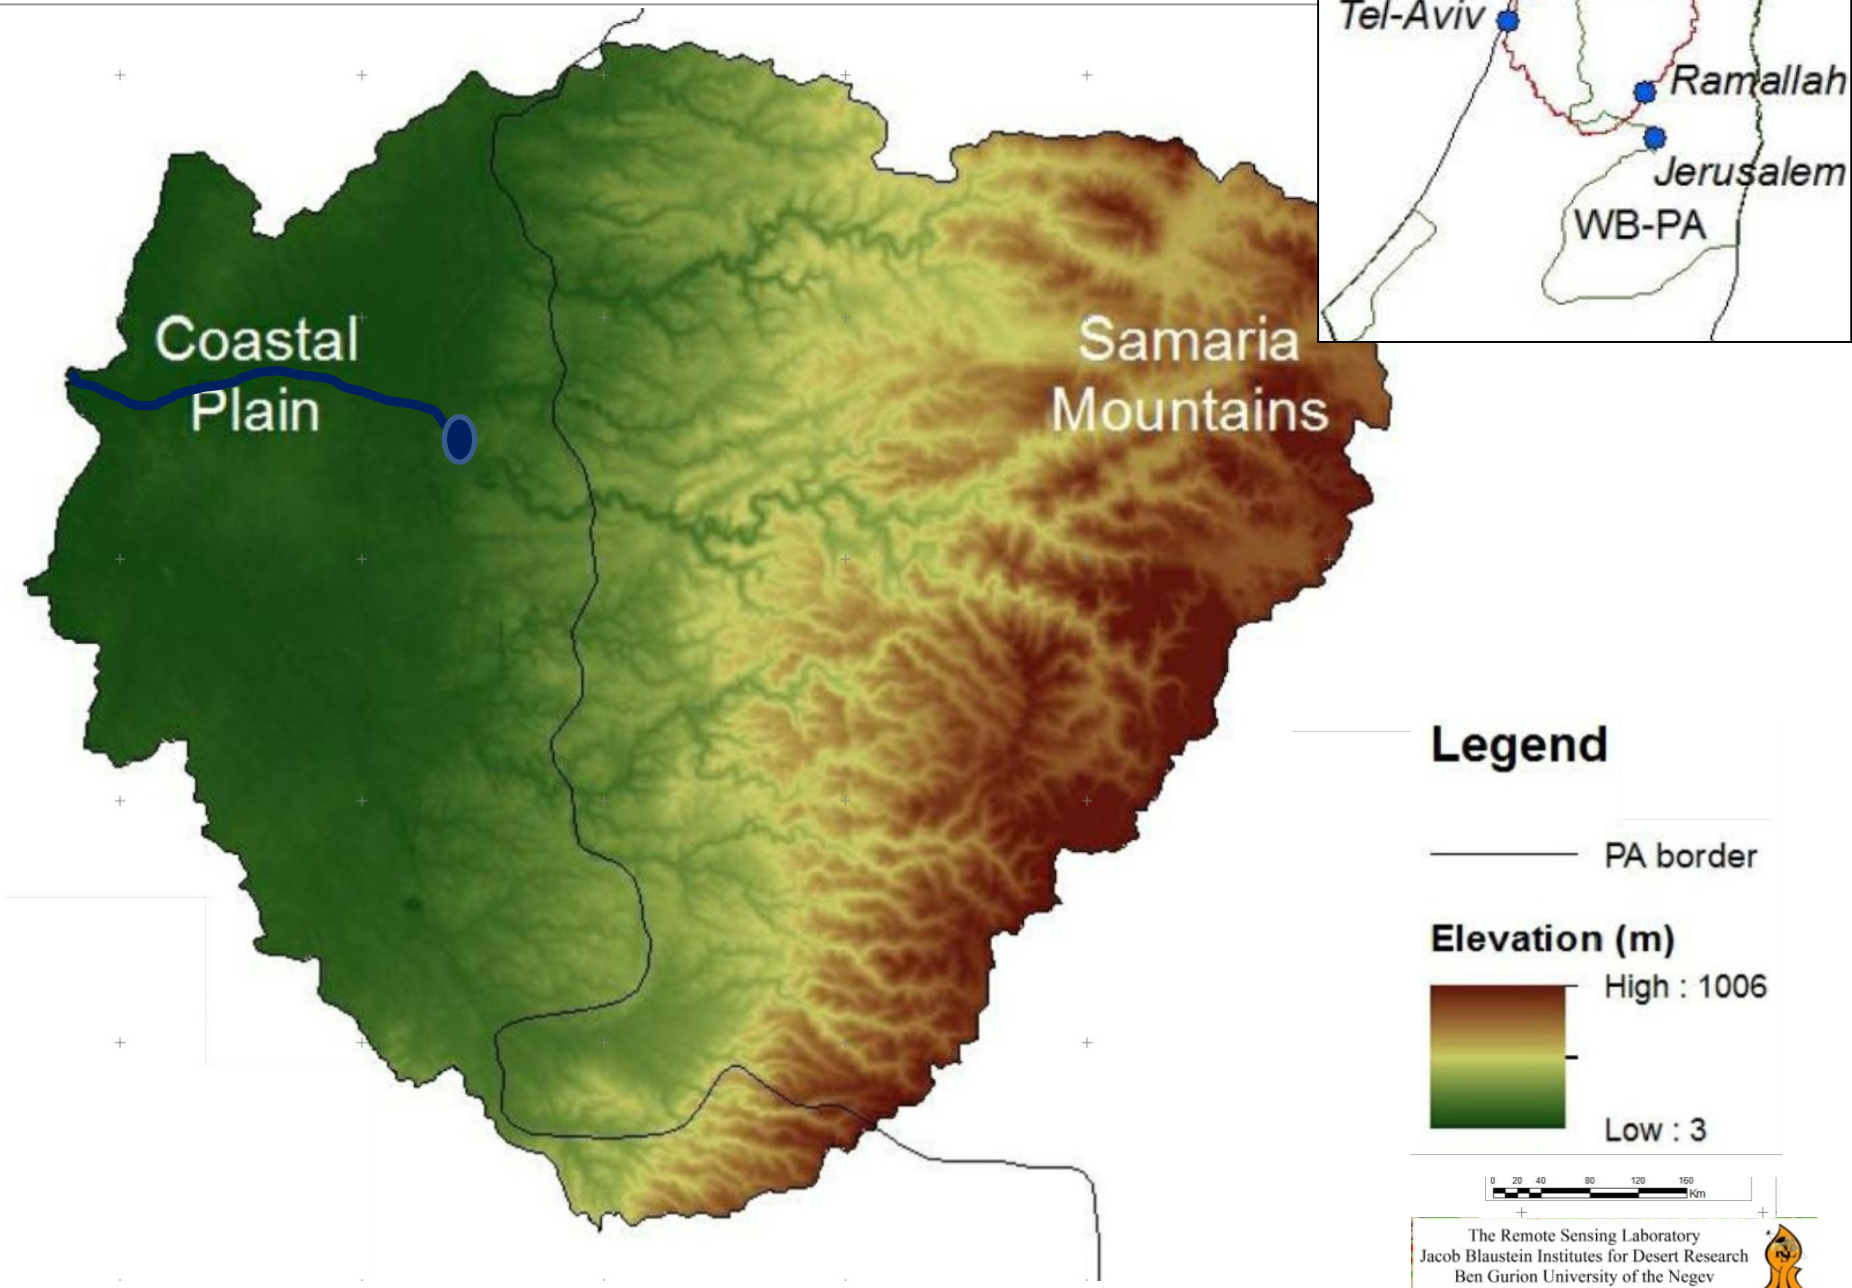 Tel-Aviv
Ramallah
Jerusalem
WB-PA
Coastal
Plain
Samaria
Mountains
Legend
PA border
Elevation (m)
High : 1006
Low : 3
0 20 40 80 120 160
Km
The Remote Sensing Laboratory
Jacob Blaustein Institutes for Desert Research
Ben Gurion University of the Negev